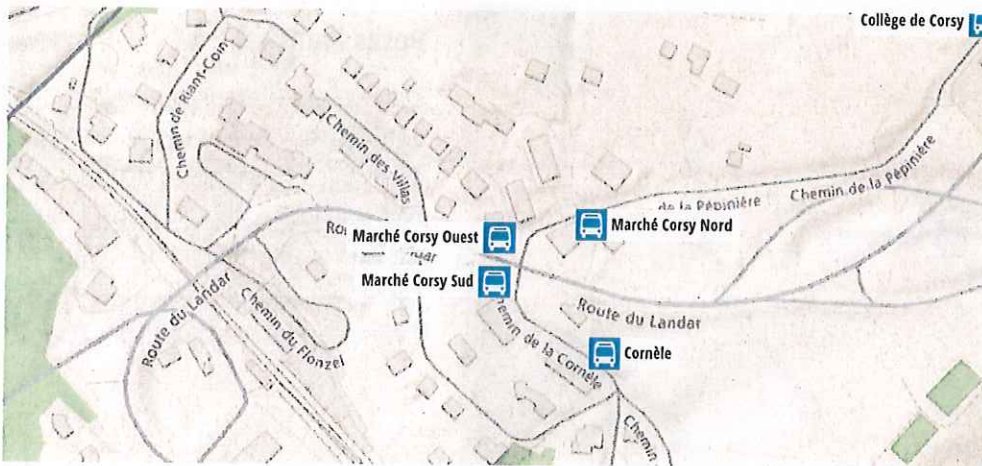 Collège de Corsy
Chemin de Riant-Coin
Chemin des Villas
Chemin de la Pépinière
de la Pépinière
Marché Corsy Nord
Marché Corsy Ouest
Marché Corsy Sud
Route du Landar
Route du Landar
Chemin du Flonzel
Chemin de la Cornèle
Cornèle
Chemin